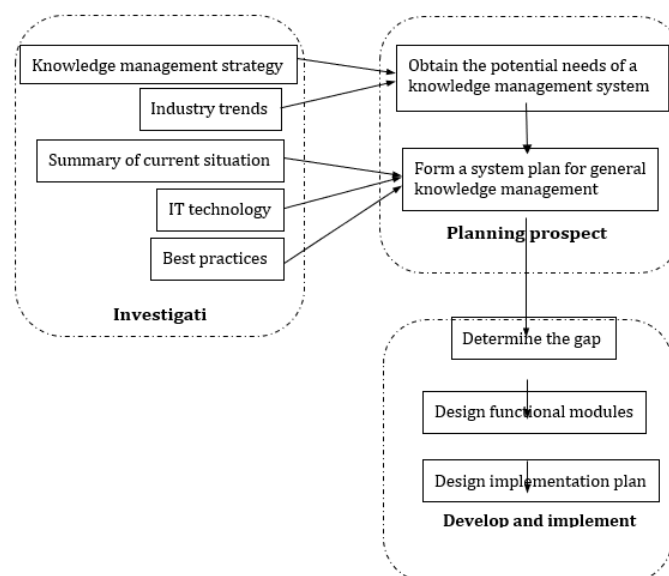 Knowledge management strategy
Industry trends
Summary of current situation
IT technology
Best practices
Investigati
Obtain the potential needs of a
knowledge management system
Form a system plan for general
knowledge management
Planning prospect
Determine the gap
Design functional modules
Design implementation plan
Develop and implement